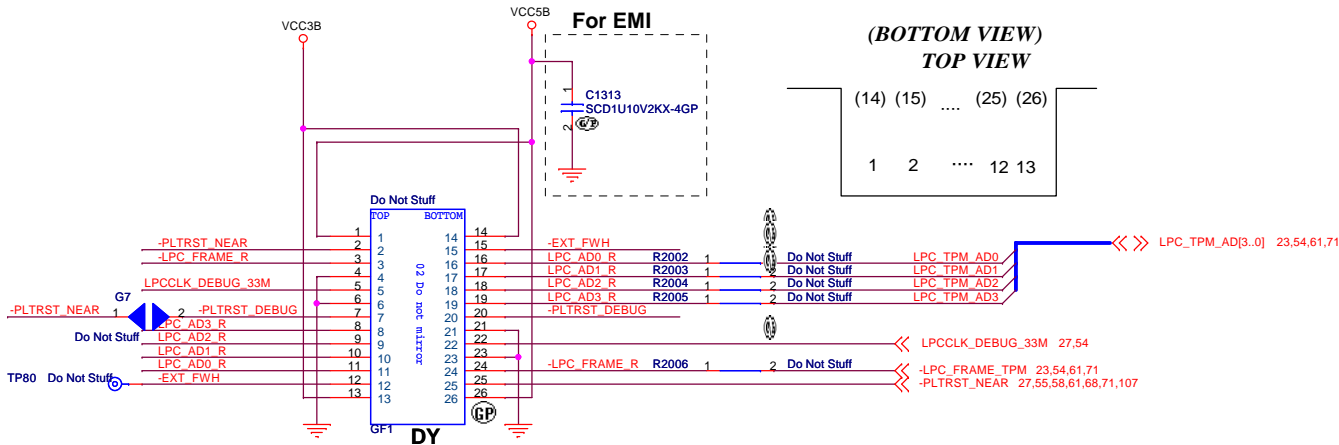 VCC3B
VCC5B
For EMI
1
C1313
SCD1U10V2KX-4GP
2
GP
(BOTTOM VIEW)
TOP VIEW
(14) (15) .... (25) (26)
1 2 .... 12 13
Do Not Stuff
TOP BOTTOM
02 Do not mirror
1 1 14 14
-PLTRST_NEAR 2 2 15 15 -EXT_FWH
-LPC_FRAME_R 3 3 16 16 LPC_AD0_R R2002 1 Do Not Stuff LPC_TPM_AD0
4 4 17 17 LPC_AD1_R R2003 1 2 Do Not Stuff LPC_TPM_AD1
LPCCLK_DEBUG_33M 5 5 18 18 LPC_AD2_R R2004 1 2 Do Not Stuff LPC_TPM_AD2
6 6 19 19 LPC_AD3_R R2005 1 2 Do Not Stuff LPC_TPM_AD3
LPC_TPM_AD[3..0] 23,54,61,71
G7
-PLTRST_NEAR 1 2 -PLTRST_DEBUG 7 7 20 20 -PLTRST_DEBUG
Do Not Stuff
LPC_AD3_R 8 8 21 21
LPC_AD2_R 9 9 22 22 LPCCLK_DEBUG_33M 27,54
LPC_AD1_R 10 10 23 23
LPC_AD0_R 11 11 24 24 -LPC_FRAME_R R2006 1 2 Do Not Stuff -LPC_FRAME_TPM 23,54,61,71
TP80 Do Not Stuff -EXT_FWH 12 12 25 25 -PLTRST_NEAR 27,55,58,61,68,71,107
13 13 26 26
GP
GF1
DY